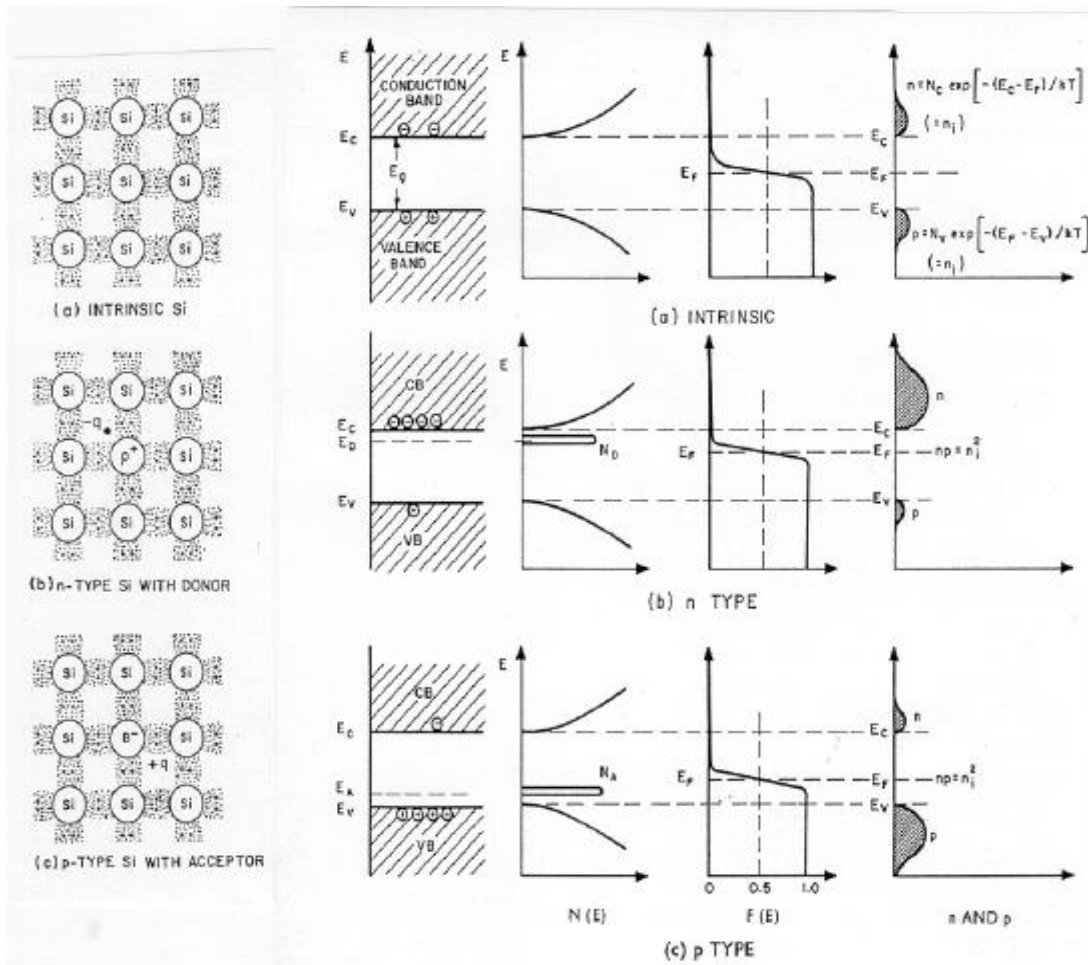 Si Si Si
Si Si Si
Si Si Si
(a) INTRINSIC Si
Si Si Si
-q
Si P+ Si
Si Si Si
(b) n-TYPE Si WITH DONOR
Si Si Si
Si B- Si
+q
Si Si Si
(c) p-TYPE Si WITH ACCEPTOR
E
CONDUCTION BAND
EC
Eg
EV
VALENCE BAND
E
EF
EC
EF
EV
n = NC exp[-(EC-EF)/kT]
(=ni)
p = NV exp[-(EF-EV)/kT]
(=ni)
(a) INTRINSIC
CB
EC
ED
EV
VB
E
ND
EF
EC
EF
EV
n
np = ni2
p
(b) n TYPE
CB
EC
EA
EV
VB
E
NA
EF
EC
EF
EV
n
np = ni2
p
0 0.5 1.0
N(E) F(E) n AND p
(c) p TYPE